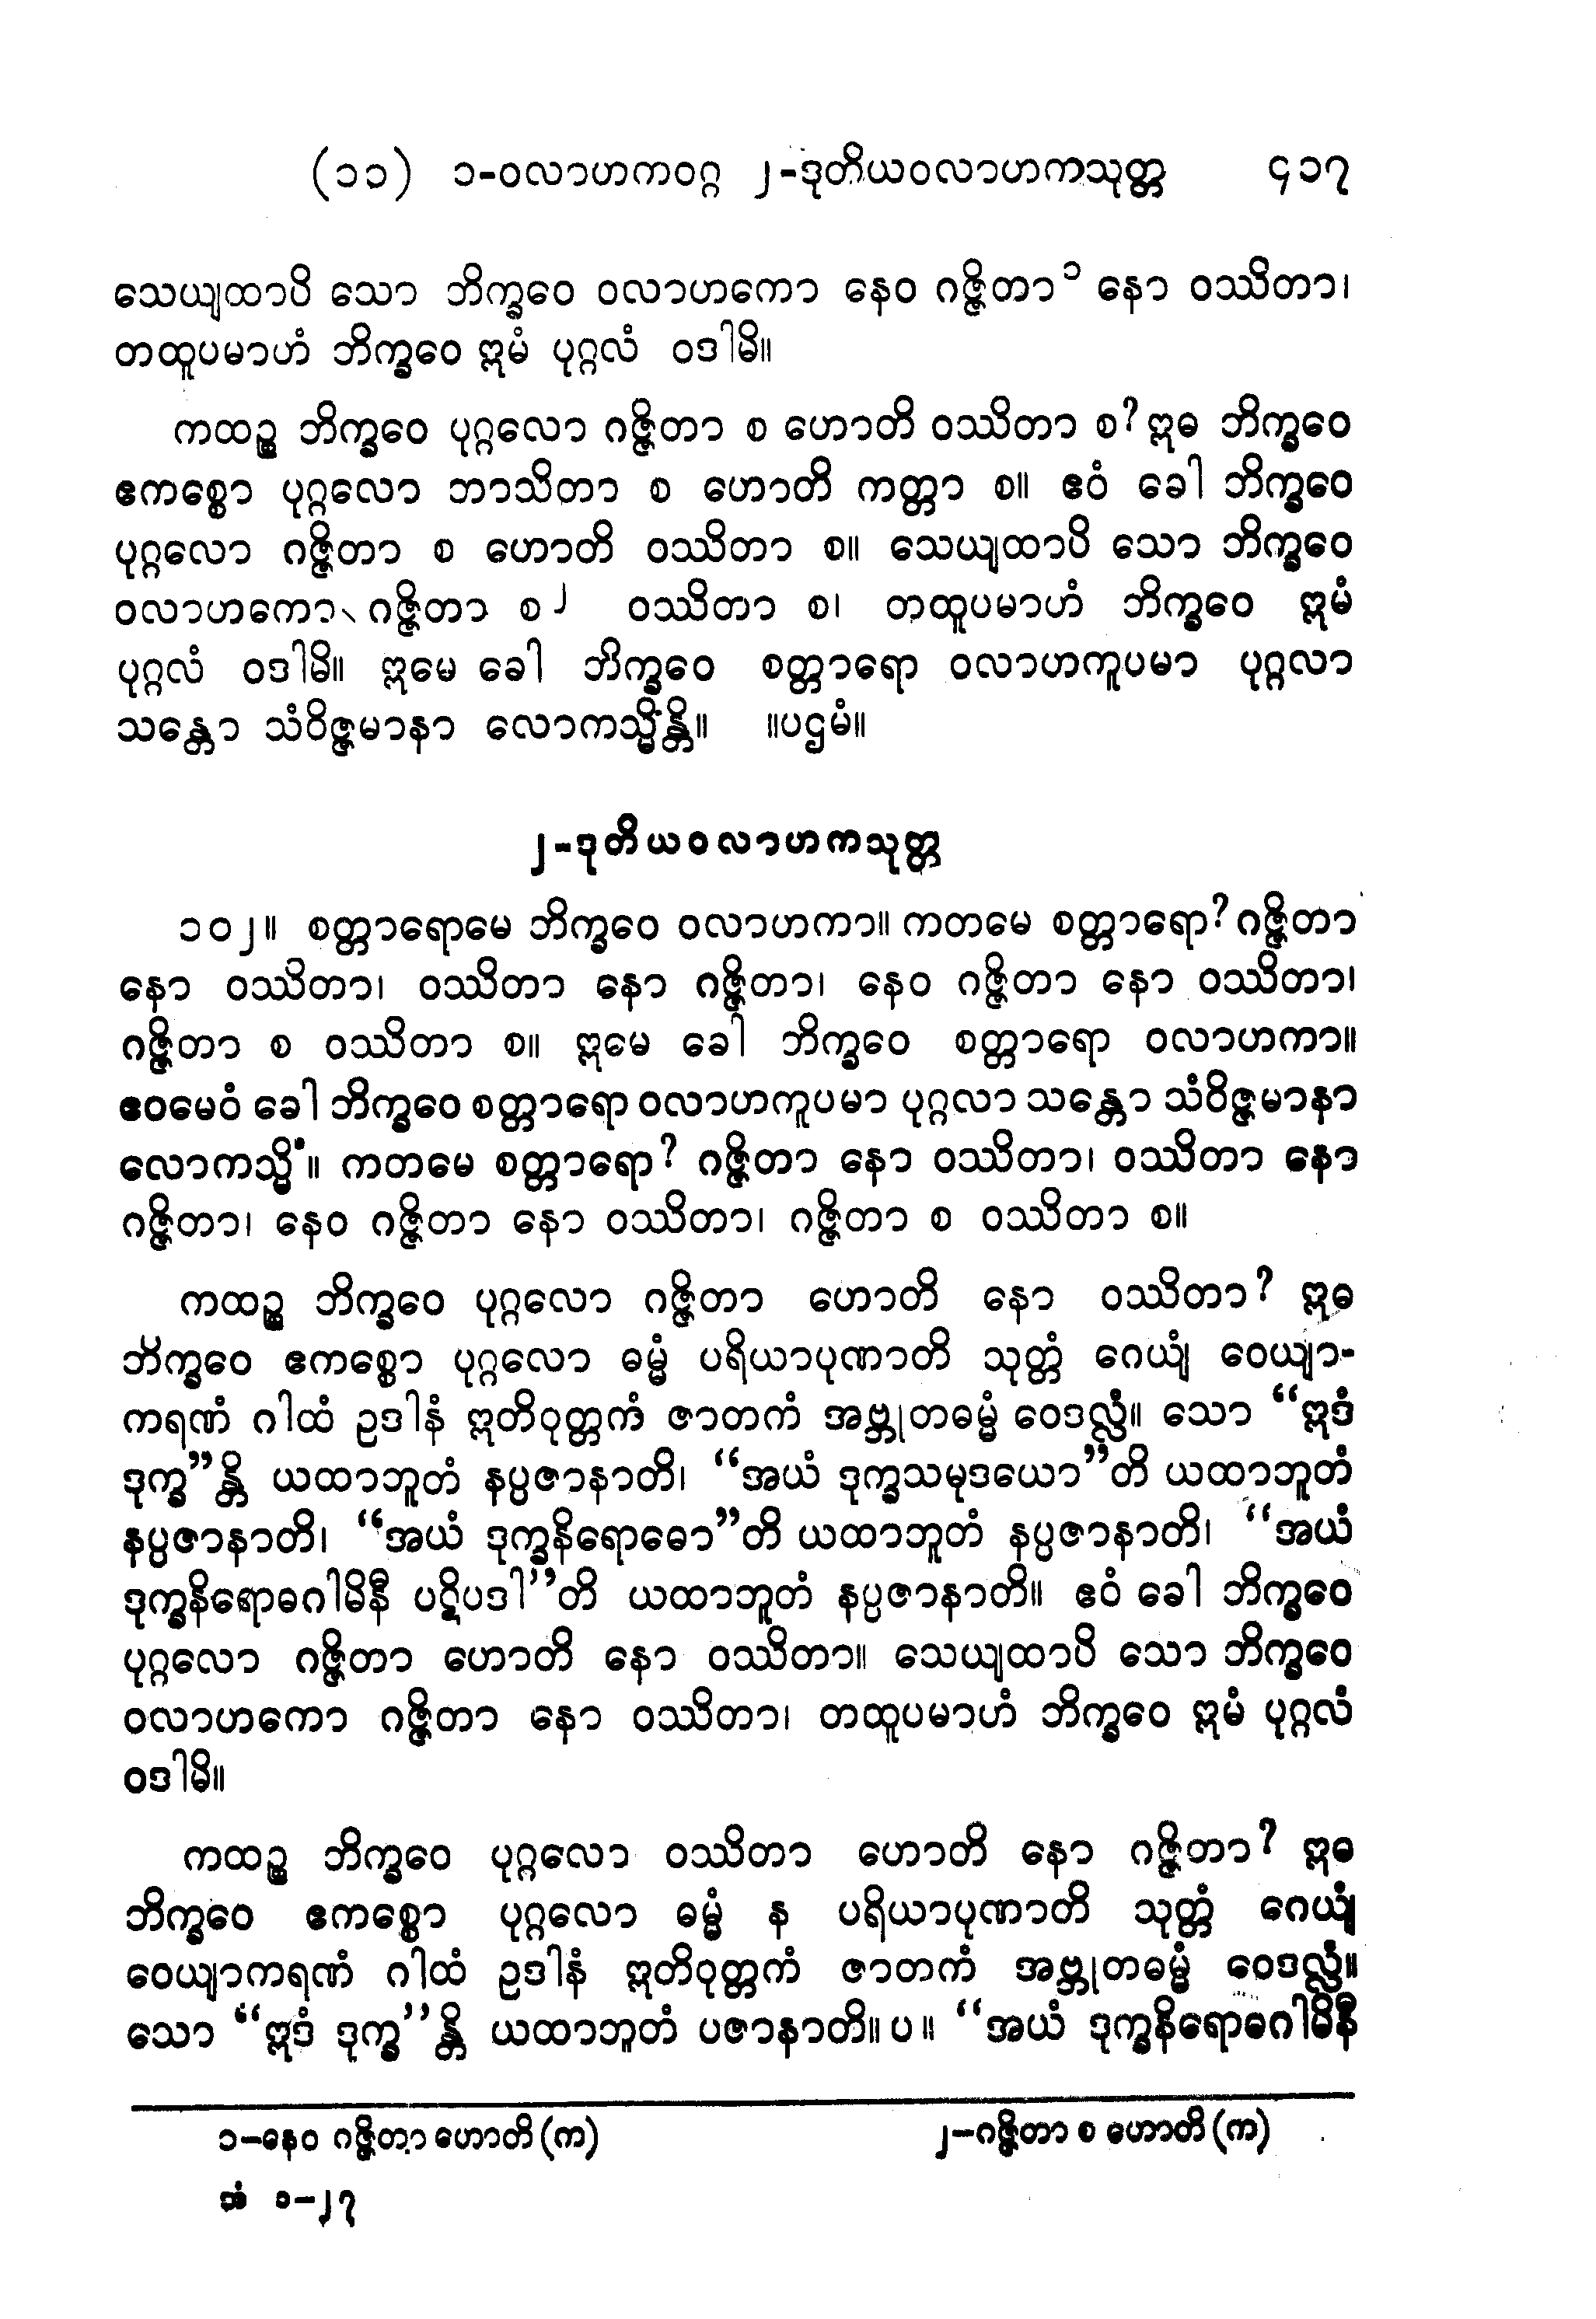 (၁၁) ၁-ဝလာဟကဝဂ္ဂ ၂-ဒုတိယဝလာဟကသုတ္တ ၄၁၇
သေယျထာပိ သော ဘိက္ခဝေ ဝလာဟကော နေဝ ဂဇ္ဇိတာ၁ နော ဝဿိတာ၊
တထူပမာဟံ ဘိက္ခဝေ ဣမံ ပုဂ္ဂလံ ဝဒါမိ။
ကထဉ္စ ဘိက္ခဝေ ပုဂ္ဂလော ဂဇ္ဇိတာ စ ဟောတိ ဝဿိတာ စ? ဣဓ ဘိက္ခဝေ
ဧကစ္စော ပုဂ္ဂလော ဘာသိတာ စ ဟောတိ ကတ္တာ စ။ ဧဝံ ခေါ ဘိက္ခဝေ
ပုဂ္ဂလော ဂဇ္ဇိတာ စ ဟောတိ ဝဿိတာ စ။ သေယျထာပိ သော ဘိက္ခဝေ
ဝလာဟကော ဂဇ္ဇိတာ စ၂ ဝဿိတာ စ၊ တထူပမာဟံ ဘိက္ခဝေ ဣမံ
ပုဂ္ဂလံ ဝဒါမိ။ ဣမေ ခေါ ဘိက္ခဝေ စတ္တာရော ဝလာဟကူပမာ ပုဂ္ဂလာ
သန္တော သံဝိဇ္ဇမာနာ လောကသ္မိံန္တိ။ ။ပဌမံ။
၂-ဒုတိယဝလာဟကသုတ္တ
၁၀၂။ စတ္တာရောမေ ဘိက္ခဝေ ဝလာဟကာ။ ကတမေ စတ္တာရော? ဂဇ္ဇိတာ
နော ဝဿိတာ၊ ဝဿိတာ နော ဂဇ္ဇိတာ၊ နေဝ ဂဇ္ဇိတာ နော ဝဿိတာ၊
ဂဇ္ဇိတာ စ ဝဿိတာ စ။ ဣမေ ခေါ ဘိက္ခဝေ စတ္တာရော ဝလာဟကာ။
ဧဝမေဝံ ခေါ ဘိက္ခဝေ စတ္တာရော ဝလာဟကူပမာ ပုဂ္ဂလာ သန္တော သံဝိဇ္ဇမာနာ
လောကသ္မိံ။ ကတမေ စတ္တာရော? ဂဇ္ဇိတာ နော ဝဿိတာ၊ ဝဿိတာ နော
ဂဇ္ဇိတာ၊ နေဝ ဂဇ္ဇိတာ နော ဝဿိတာ၊ ဂဇ္ဇိတာ စ ဝဿိတာ စ။
ကထဉ္စ ဘိက္ခဝေ ပုဂ္ဂလော ဂဇ္ဇိတာ ဟောတိ နော ဝဿိတာ? ဣဓ
ဘိက္ခဝေ ဧကစ္စော ပုဂ္ဂလော ဓမ္မံ ပရိယာပုဏာတိ သုတ္တံ ဂေယျံ ဝေယျာ-
ကရဏံ ဂါထံ ဥဒါနံ ဣတိဝုတ္တကံ ဇာတကံ အဗ္ဘုတဓမ္မံ ဝေဒလ္လံ။ သော “ဣဒံ
ဒုက္ခ”န္တိ ယထာဘူတံ နပ္ပဇာနာတိ၊ “အယံ ဒုက္ခသမုဒယော”တိ ယထာဘူတံ
နပ္ပဇာနာတိ၊ “အယံ ဒုက္ခနိရောဓော”တိ ယထာဘူတံ နပ္ပဇာနာတိ၊ “အယံ
ဒုက္ခနိရောဓဂါမိနီ ပဋိပဒါ”တိ ယထာဘူတံ နပ္ပဇာနာတိ။ ဧဝံ ခေါ ဘိက္ခဝေ
ပုဂ္ဂလော ဂဇ္ဇိတာ ဟောတိ နော ဝဿိတာ။ သေယျထာပိ သော ဘိက္ခဝေ
ဝလာဟကော ဂဇ္ဇိတာ နော ဝဿိတာ၊ တထူပမာဟံ ဘိက္ခဝေ ဣမံ ပုဂ္ဂလံ
ဝဒါမိ။
ကထဉ္စ ဘိက္ခဝေ ပုဂ္ဂလော ဝဿိတာ ဟောတိ နော ဂဇ္ဇိတာ? ဣဓ
ဘိက္ခဝေ ဧကစ္စော ပုဂ္ဂလော ဓမ္မံ န ပရိယာပုဏာတိ သုတ္တံ ဂေယျံ
ဝေယျာကရဏံ ဂါထံ ဥဒါနံ ဣတိဝုတ္တကံ ဇာတကံ အဗ္ဘုတဓမ္မံ ဝေဒလ္လံ။
သော “ဣဒံ ဒုက္ခ”န္တိ ယထာဘူတံ ပဇာနာတိ။ ပ ။ “အယံ ဒုက္ခနိရောဓဂါမိနီ
၁-နေဝ ဂဇ္ဇိတာ ဟောတိ (က) ၂-ဂဇ္ဇိတာ စ ဟောတိ (က)
အံ ၁-၂၇